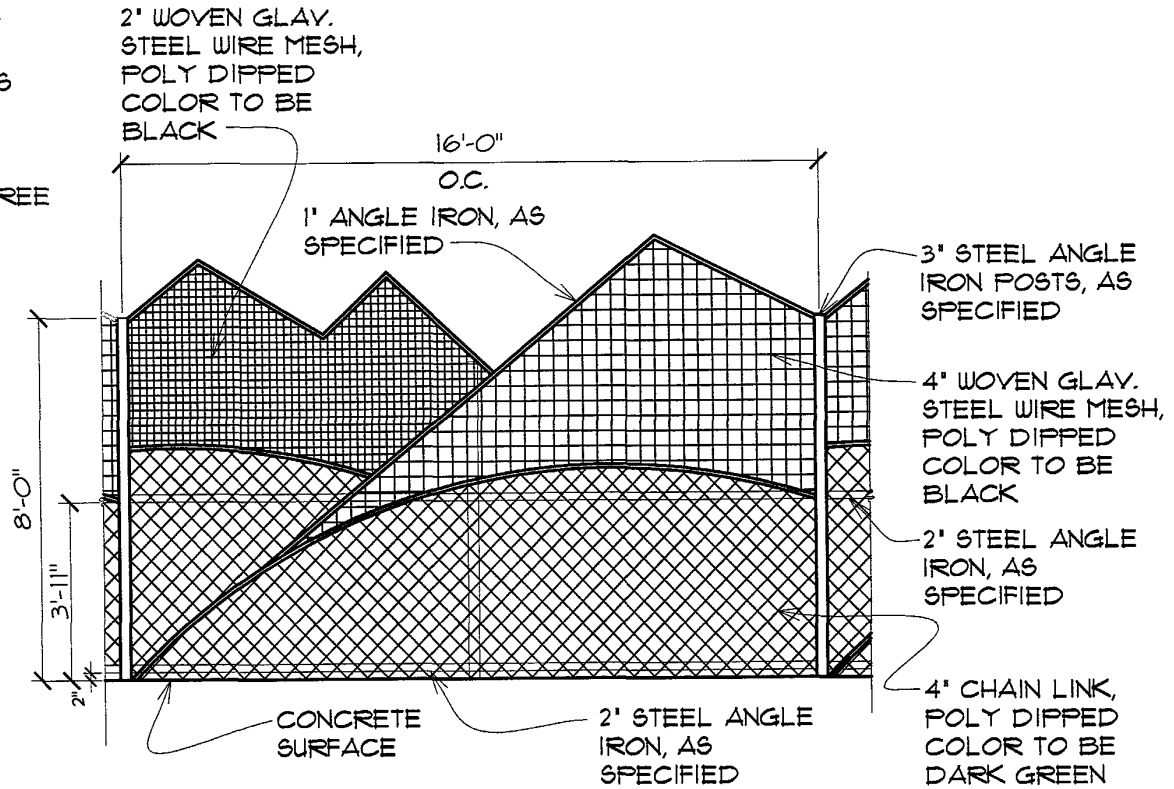 2" WOVEN GLAV.
STEEL WIRE MESH,
POLY DIPPED
COLOR TO BE
BLACK
S
REE
16'-0"
O.C.
1" ANGLE IRON, AS
SPECIFIED
3" STEEL ANGLE
IRON POSTS, AS
SPECIFIED
4" WOVEN GLAV.
STEEL WIRE MESH,
POLY DIPPED
COLOR TO BE
BLACK
2" STEEL ANGLE
IRON, AS
SPECIFIED
8'-0"
3'-11"
2"
CONCRETE
SURFACE
2" STEEL ANGLE
IRON, AS
SPECIFIED
4" CHAIN LINK,
POLY DIPPED
COLOR TO BE
DARK GREEN